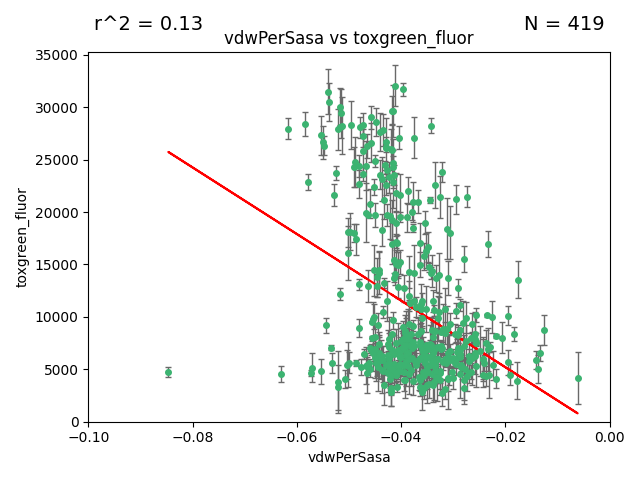 r^2 = 0.13
N = 419
vdwPerSasa vs toxgreen_fluor
toxgreen_fluor
35000
30000
25000
20000
15000
10000
5000
0
−0.10
−0.08
−0.06
−0.04
−0.02
0.00
vdwPerSasa